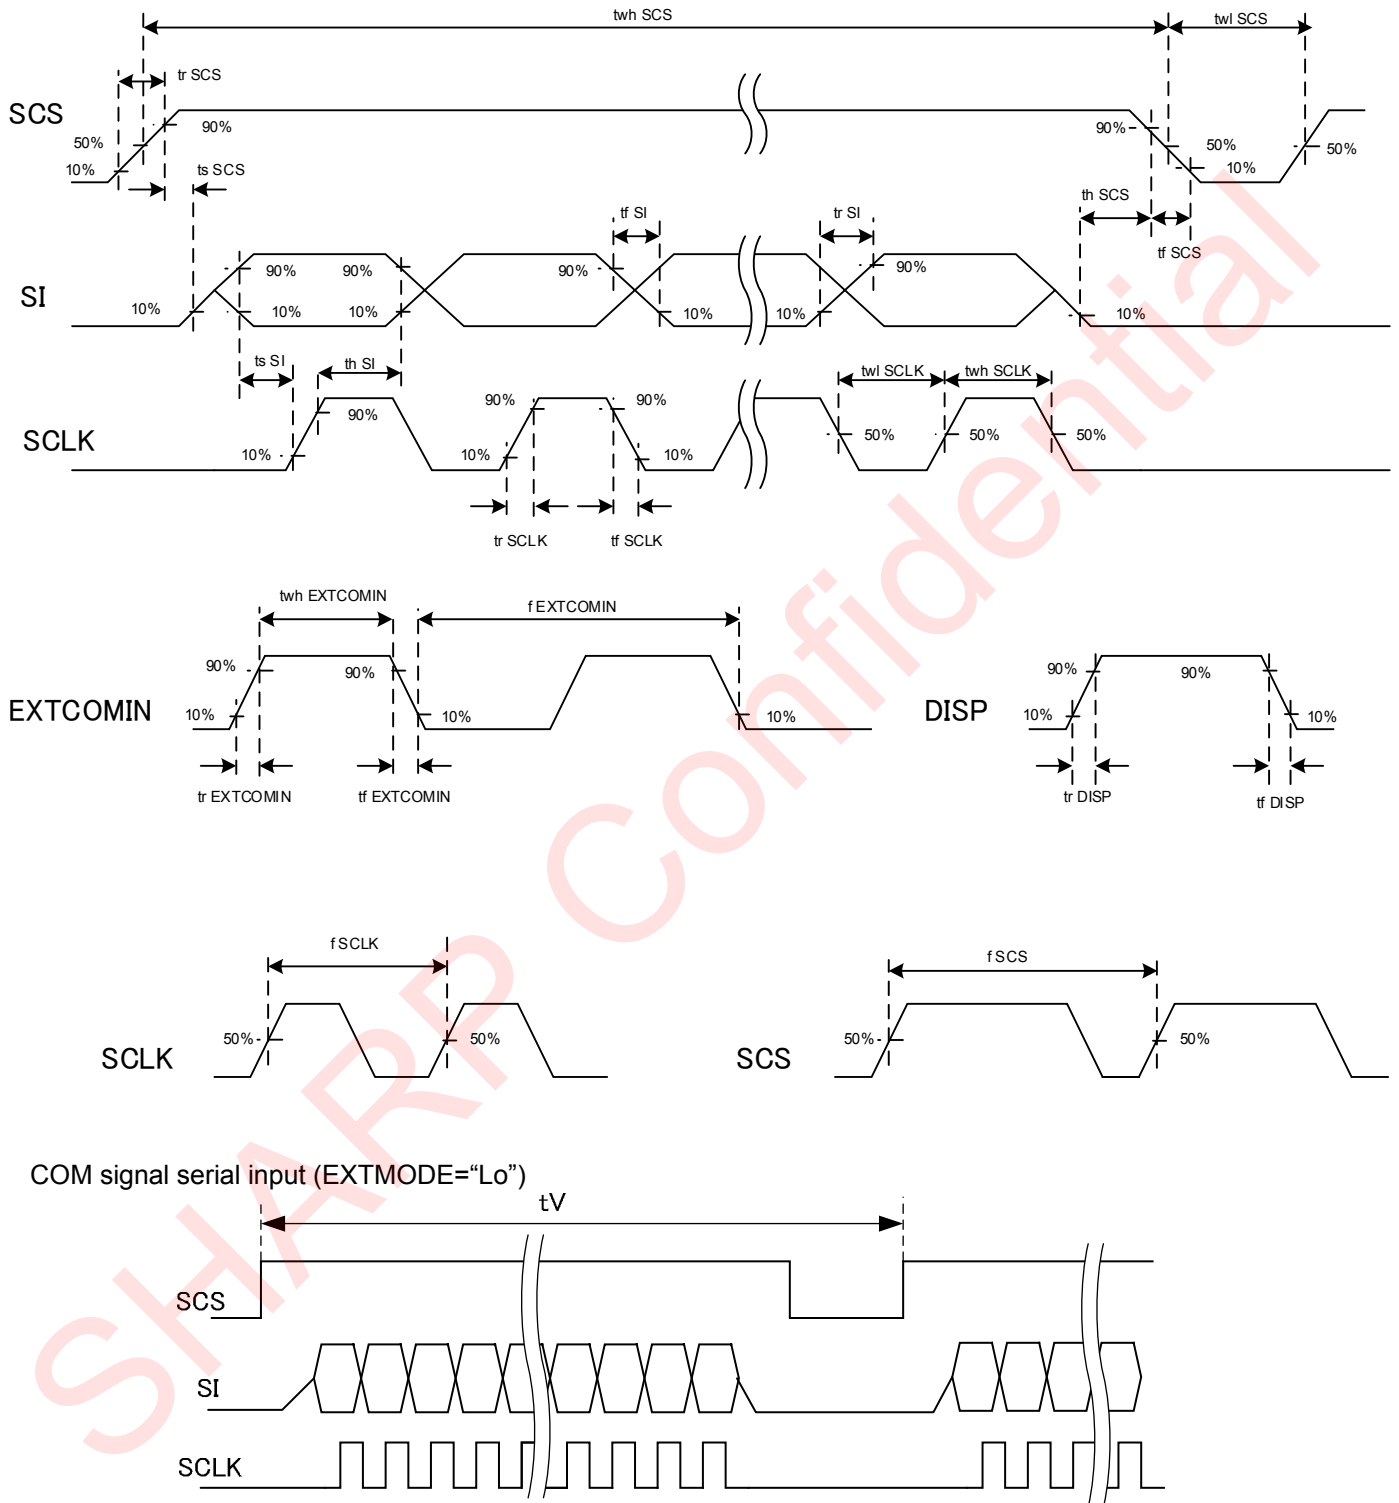 twh SCS
twl SCS
tr SCS
SCS
90%
50%
10%
ts SCS
90%
50%
10%
50%
th SCS
tf SCS
tf SI
tr SI
SI
90%
90%
90%
90%
10%
10%
10%
10%
10%
10%
ts SI
th SI
twl SCLK
twh SCLK
SCLK
90%
90%
90%
10%
10%
10%
50%
50%
50%
tr SCLK
tf SCLK
twh EXTCOMIN
f EXTCOMIN
EXTCOMIN
90%
90%
10%
10%
10%
tr EXTCOMIN
tf EXTCOMIN
DISP
90%
90%
10%
10%
tr DISP
tf DISP
f SCLK
SCLK
50%
50%
f SCS
SCS
50%
50%
COM signal serial input (EXTMODE=“Lo”)
tV
SCS
SI
SCLK
SHARP Confidential